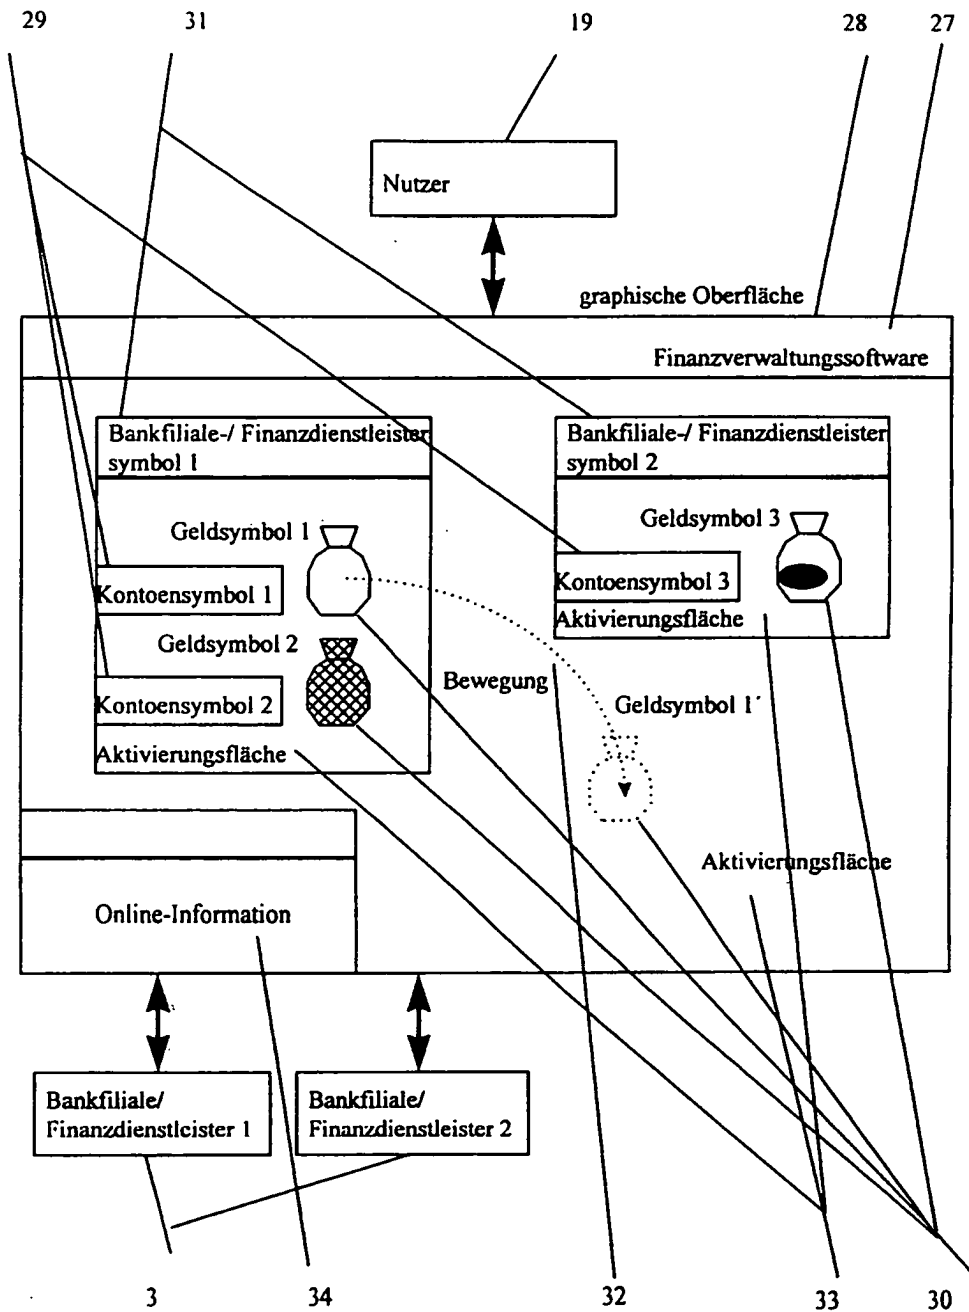 29 31 19 28 27
Nutzer
graphische Oberfläche
Finanzverwaltungssoftware
Bankfiliale-/ Finanzdienstleister
symbol 1
Bankfiliale-/ Finanzdienstleister
symbol 2
Geldsymbol 1
Geldsymbol 3
Kontoensymbol 1
Kontoensymbol 3
Aktivierungsfläche
Geldsymbol 2
Bewegung
Kontoensymbol 2
Geldsymbol 1'
Aktivierungsfläche
Aktivierungsfläche
Online-Information
Bankfiliale/
Finanzdienstleister 1
Bankfiliale/
Finanzdienstleister 2
3 34 32 33 30